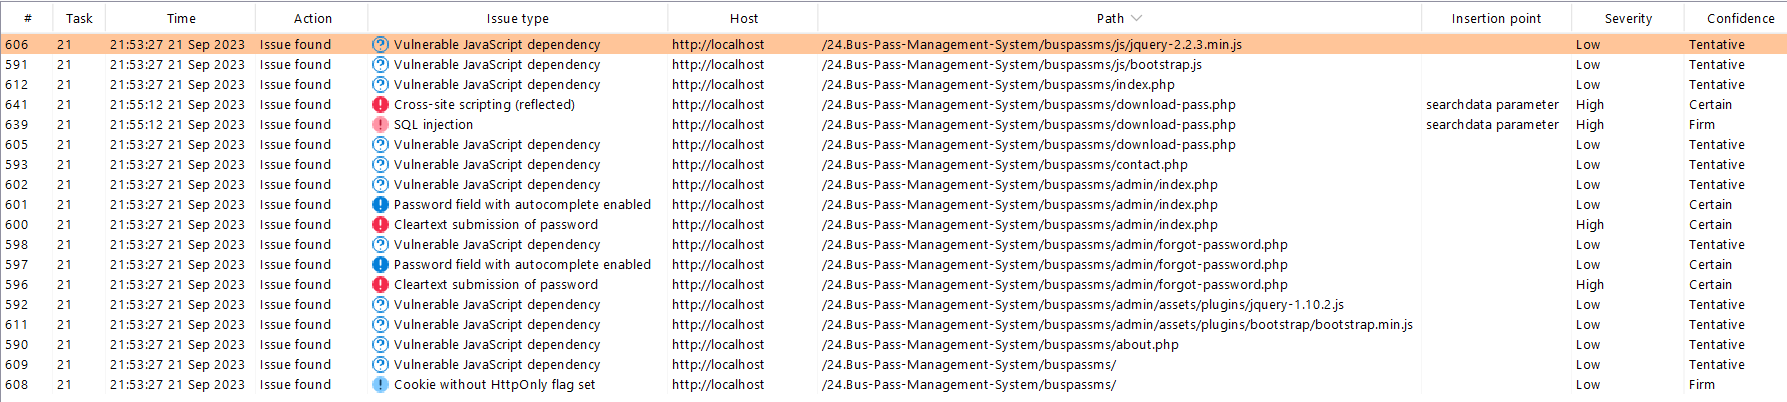 # Task Time Action Issue type Host Path Insertion point Severity Confidence
606 21 21:53:27 21 Sep 2023 Issue found Vulnerable JavaScript dependency http://localhost /24.Bus-Pass-Management-System/buspassms/js/jquery-2.2.3.min.js Low Tentative
591 21 21:53:27 21 Sep 2023 Issue found Vulnerable JavaScript dependency http://localhost /24.Bus-Pass-Management-System/buspassms/js/bootstrap.js Low Tentative
612 21 21:53:27 21 Sep 2023 Issue found Vulnerable JavaScript dependency http://localhost /24.Bus-Pass-Management-System/buspassms/index.php Low Tentative
641 21 21:55:12 21 Sep 2023 Issue found Cross-site scripting (reflected) http://localhost /24.Bus-Pass-Management-System/buspassms/download-pass.php searchdata parameter High Certain
639 21 21:55:12 21 Sep 2023 Issue found SQL injection http://localhost /24.Bus-Pass-Management-System/buspassms/download-pass.php searchdata parameter High Firm
605 21 21:53:27 21 Sep 2023 Issue found Vulnerable JavaScript dependency http://localhost /24.Bus-Pass-Management-System/buspassms/download-pass.php Low Tentative
593 21 21:53:27 21 Sep 2023 Issue found Vulnerable JavaScript dependency http://localhost /24.Bus-Pass-Management-System/buspassms/contact.php Low Tentative
602 21 21:53:27 21 Sep 2023 Issue found Vulnerable JavaScript dependency http://localhost /24.Bus-Pass-Management-System/buspassms/admin/index.php Low Tentative
601 21 21:53:27 21 Sep 2023 Issue found Password field with autocomplete enabled http://localhost /24.Bus-Pass-Management-System/buspassms/admin/index.php Low Certain
600 21 21:53:27 21 Sep 2023 Issue found Cleartext submission of password http://localhost /24.Bus-Pass-Management-System/buspassms/admin/index.php High Certain
598 21 21:53:27 21 Sep 2023 Issue found Vulnerable JavaScript dependency http://localhost /24.Bus-Pass-Management-System/buspassms/admin/forgot-password.php Low Tentative
597 21 21:53:27 21 Sep 2023 Issue found Password field with autocomplete enabled http://localhost /24.Bus-Pass-Management-System/buspassms/admin/forgot-password.php Low Certain
596 21 21:53:27 21 Sep 2023 Issue found Cleartext submission of password http://localhost /24.Bus-Pass-Management-System/buspassms/admin/forgot-password.php High Certain
592 21 21:53:27 21 Sep 2023 Issue found Vulnerable JavaScript dependency http://localhost /24.Bus-Pass-Management-System/buspassms/admin/assets/plugins/jquery-1.10.2.js Low Tentative
611 21 21:53:27 21 Sep 2023 Issue found Vulnerable JavaScript dependency http://localhost /24.Bus-Pass-Management-System/buspassms/admin/assets/plugins/bootstrap/bootstrap.min.js Low Tentative
590 21 21:53:27 21 Sep 2023 Issue found Vulnerable JavaScript dependency http://localhost /24.Bus-Pass-Management-System/buspassms/about.php Low Tentative
609 21 21:53:27 21 Sep 2023 Issue found Vulnerable JavaScript dependency http://localhost /24.Bus-Pass-Management-System/buspassms/ Low Tentative
608 21 21:53:27 21 Sep 2023 Issue found Cookie without HttpOnly flag set http://localhost /24.Bus-Pass-Management-System/buspassms/ Low Firm